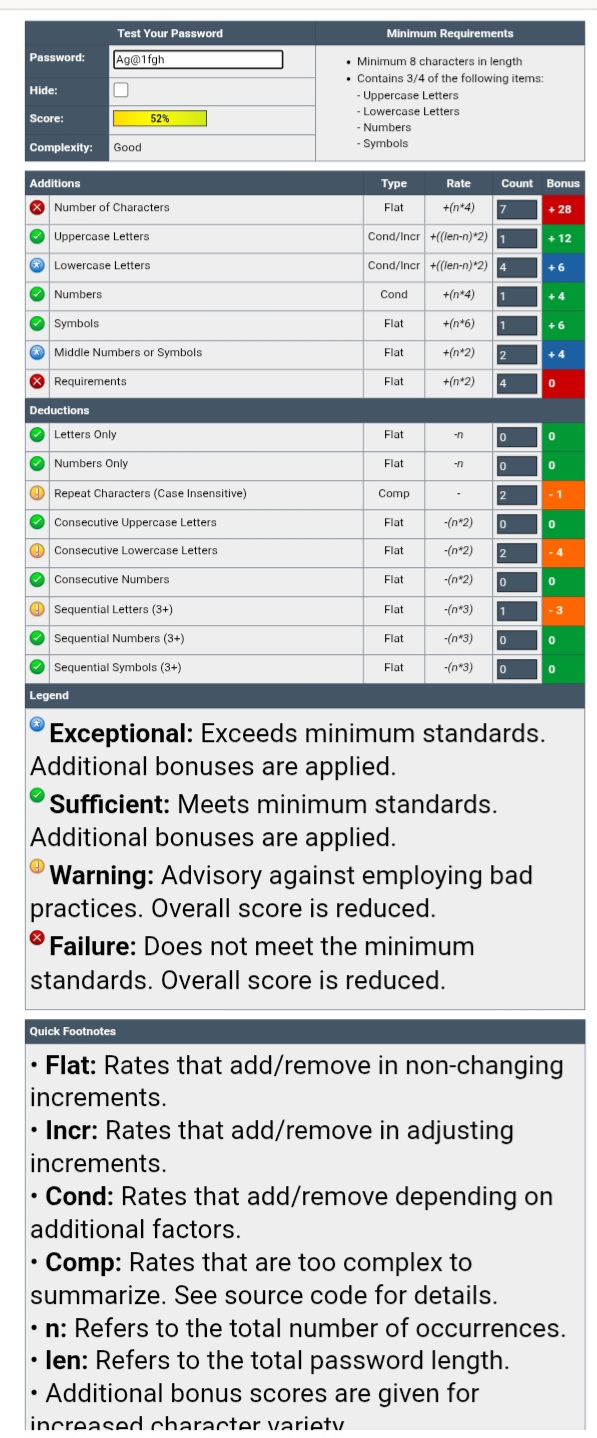 Test Your Password
Minimum Requirements
Password: Ag@1fgh
• Minimum 8 characters in length
• Contains 3/4 of the following items:
- Uppercase Letters
- Lowercase Letters
- Numbers
- Symbols
Hide:
Score: 52%
Complexity: Good
Additions Type Rate Count Bonus
Number of Characters Flat +(n*4) 7 + 28
Uppercase Letters Cond/Incr +((len-n)*2) 1 + 12
Lowercase Letters Cond/Incr +((len-n)*2) 4 + 6
Numbers Cond +(n*4) 1 + 4
Symbols Flat +(n*6) 1 + 6
Middle Numbers or Symbols Flat +(n*2) 2 + 4
Requirements Flat +(n*2) 4 0
Deductions
Letters Only Flat -n 0 0
Numbers Only Flat -n 0 0
Repeat Characters (Case Insensitive) Comp - 2 - 1
Consecutive Uppercase Letters Flat -(n*2) 0 0
Consecutive Lowercase Letters Flat -(n*2) 2 - 4
Consecutive Numbers Flat -(n*2) 0 0
Sequential Letters (3+) Flat -(n*3) 1 - 3
Sequential Numbers (3+) Flat -(n*3) 0 0
Sequential Symbols (3+) Flat -(n*3) 0 0
Legend
Exceptional: Exceeds minimum standards.
Additional bonuses are applied.
Sufficient: Meets minimum standards.
Additional bonuses are applied.
Warning: Advisory against employing bad
practices. Overall score is reduced.
Failure: Does not meet the minimum
standards. Overall score is reduced.
Quick Footnotes
• Flat: Rates that add/remove in non-changing
increments.
• Incr: Rates that add/remove in adjusting
increments.
• Cond: Rates that add/remove depending on
additional factors.
• Comp: Rates that are too complex to
summarize. See source code for details.
• n: Refers to the total number of occurrences.
• len: Refers to the total password length.
• Additional bonus scores are given for
increased character variety